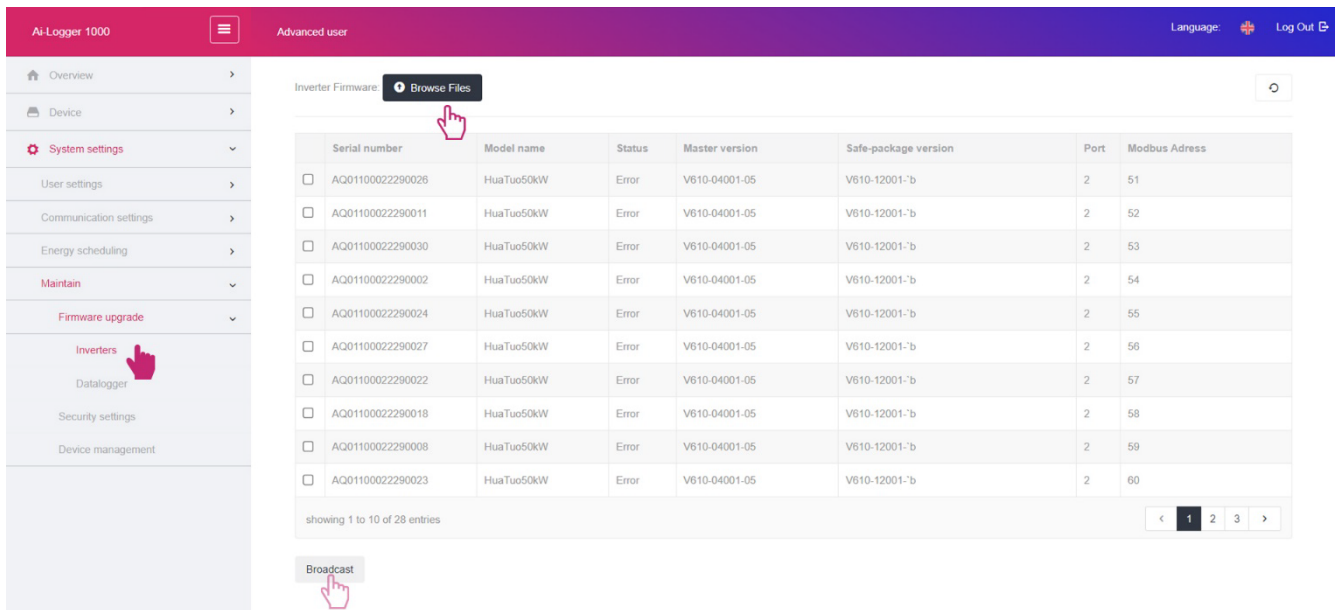 Ai-Logger 1000
Advanced user
Language:
Log Out
Overview
Device
System settings
User settings
Communication settings
Energy scheduling
Maintain
Firmware upgrade
Inverters
Datalogger
Security settings
Device management
Inverter Firmware: Browse Files
Serial number Model name Status Master version Safe-package version Port Modbus Adress
AQ01100022290026 HuaTuo50kW Error V610-04001-05 V610-12001-`b 2 51
AQ01100022290011 HuaTuo50kW Error V610-04001-05 V610-12001-`b 2 52
AQ01100022290030 HuaTuo50kW Error V610-04001-05 V610-12001-`b 2 53
AQ01100022290002 HuaTuo50kW Error V610-04001-05 V610-12001-`b 2 54
AQ01100022290024 HuaTuo50kW Error V610-04001-05 V610-12001-`b 2 55
AQ01100022290027 HuaTuo50kW Error V610-04001-05 V610-12001-`b 2 56
AQ01100022290022 HuaTuo50kW Error V610-04001-05 V610-12001-`b 2 57
AQ01100022290018 HuaTuo50kW Error V610-04001-05 V610-12001-`b 2 58
AQ01100022290008 HuaTuo50kW Error V610-04001-05 V610-12001-`b 2 59
AQ01100022290023 HuaTuo50kW Error V610-04001-05 V610-12001-`b 2 60
showing 1 to 10 of 28 entries
< 1 2 3 >
Broadcast